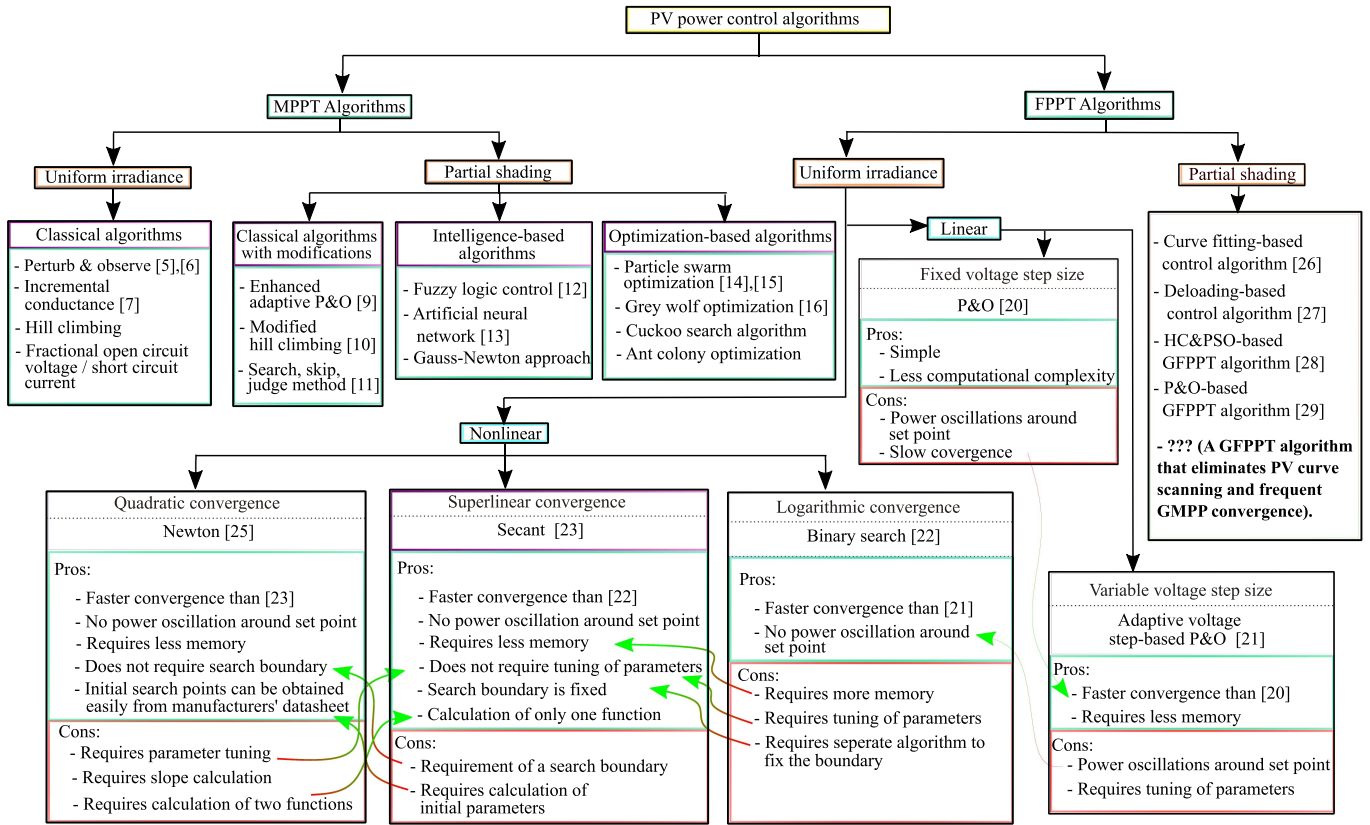 PV power control algorithms
MPPT Algorithms
FPPT Algorithms
Uniform irradiance
Partial shading
Uniform irradiance
Partial shading
Classical algorithms
- Perturb & observe [5],[6]
- Incremental
conductance [7]
- Hill climbing
- Fractional open circuit
voltage / short circuit
current
Classical algorithms
with modifications
- Enhanced
adaptive P&O [9]
- Modified
hill climbing [10]
- Search, skip,
judge method [11]
Intelligence-based
algorithms
- Fuzzy logic control [12]
- Artificial neural
network [13]
- Gauss-Newton approach
Optimization-based algorithms
- Particle swarm
optimization [14],[15]
- Grey wolf optimization [16]
- Cuckoo search algorithm
- Ant colony optimization
Linear
Fixed voltage step size
P&O [20]
Pros:
- Simple
- Less computational complexity
Cons:
- Power oscillations around
set point
- Slow covergence
- Curve fitting-based
control algorithm [26]
- Deloading-based
control algorithm [27]
- HC&PSO-based
GFPPT algorithm [28]
- P&O-based
GFPPT algorithm [29]
- ??? (A GFPPT algorithm
that eliminates PV curve
scanning and frequent
GMPP convergence).
Nonlinear
Quadratic convergence
Newton [25]
Pros:
- Faster convergence than [23]
- No power oscillation around set point
- Requires less memory
- Does not require search boundary
- Initial search points can be obtained
easily from manufacturers' datasheet
Cons:
- Requires parameter tuning
- Requires slope calculation
- Requires calculation of two functions
Superlinear convergence
Secant [23]
Pros:
- Faster convergence than [22]
- No power oscillation around set point
- Requires less memory
- Does not require tuning of parameters
- Search boundary is fixed
- Calculation of only one function
Cons:
- Requirement of a search boundary
- Requires calculation of
initial parameters
Logarithmic convergence
Binary search [22]
Pros:
- Faster convergence than [21]
- No power oscillation around
set point
Cons:
- Requires more memory
- Requires tuning of parameters
- Requires seperate algorithm to
fix the boundary
Variable voltage step size
Adaptive voltage
step-based P&O [21]
Pros:
- Faster convergence than [20]
- Requires less memory
Cons:
- Power oscillations around set point
- Requires tuning of parameters